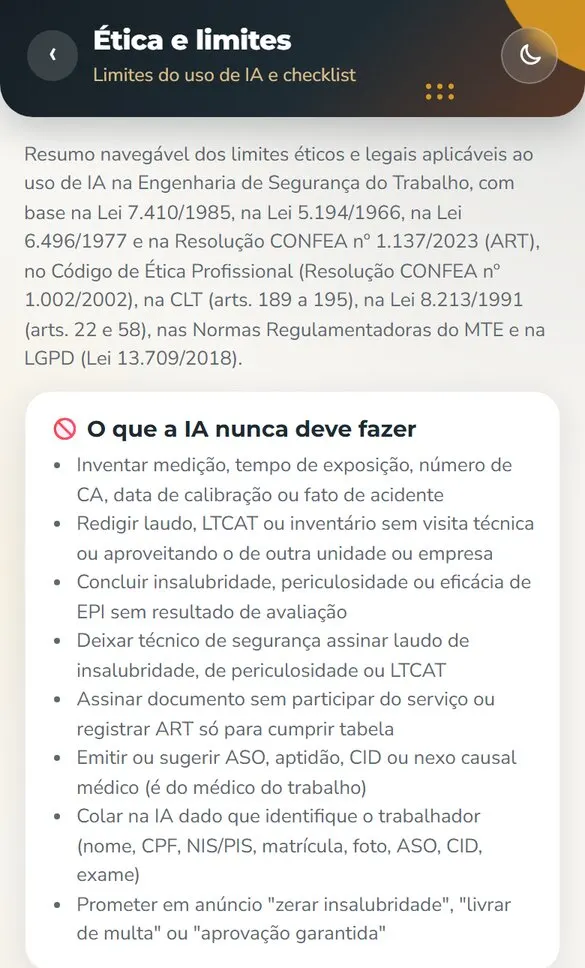 Ética e limites
Limites do uso de IA e checklist
Resumo navegável dos limites éticos e legais aplicáveis ao
uso de IA na Engenharia de Segurança do Trabalho, com
base na Lei 7.410/1985, na Lei 5.194/1966, na Lei
6.496/1977 e na Resolução CONFEA nº 1.137/2023 (ART),
no Código de Ética Profissional (Resolução CONFEA nº
1.002/2002), na CLT (arts. 189 a 195), na Lei 8.213/1991
(arts. 22 e 58), nas Normas Regulamentadoras do MTE e na
LGPD (Lei 13.709/2018).
🚫 O que a IA nunca deve fazer
• Inventar medição, tempo de exposição, número de
CA, data de calibração ou fato de acidente
• Redigir laudo, LTCAT ou inventário sem visita técnica
ou aproveitando o de outra unidade ou empresa
• Concluir insalubridade, periculosidade ou eficácia de
EPI sem resultado de avaliação
• Deixar técnico de segurança assinar laudo de
insalubridade, de periculosidade ou LTCAT
• Assinar documento sem participar do serviço ou
registrar ART só para cumprir tabela
• Emitir ou sugerir ASO, aptidão, CID ou nexo causal
médico (é do médico do trabalho)
• Colar na IA dado que identifique o trabalhador
(nome, CPF, NIS/PIS, matrícula, foto, ASO, CID,
exame)
• Prometer em anúncio "zerar insalubridade", "livrar
de multa" ou "aprovação garantida"